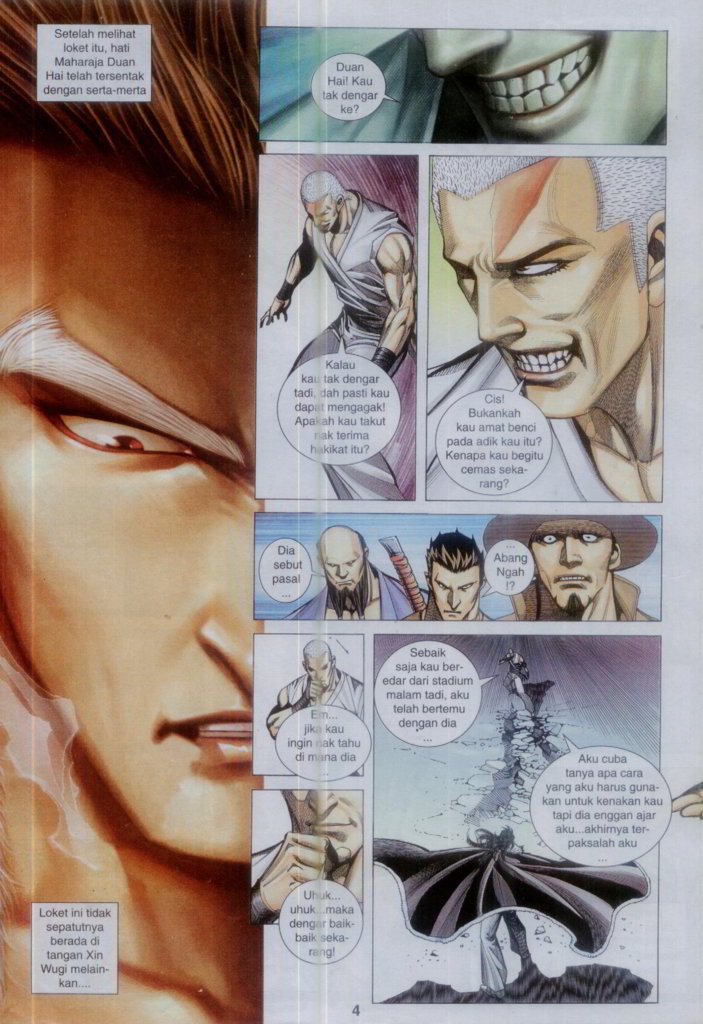 Setelah melihat
loket itu, hati
Maharaja Duan
Hai telah tersentak
dengan serta-merta
Duan
Hai! Kau
tak dengar
ke?
Kalau
kau tak dengar
tadi, dah pasti kau
dapat mengagak!
Apakah kau takut
nak terima
hakikat itu?
Cis!
Bukankah
kau amat benci
pada adik kau itu?
Kenapa kau begitu
cemas seka-
rang?
Dia
sebut
pasal
...
...
Abang
Ngah
!?
Em...
jika kau
ingin nak tahu
di mana dia
...
Uhuk...
uhuk...maka
dengar baik-
baik seka-
rang!
Sebaik
saja kau ber-
edar dari stadium
malam tadi, aku
telah bertemu
dengan dia
...
Aku cuba
tanya apa cara
yang aku harus guna-
kan untuk kenakan kau
tapi dia enggan ajar
aku...akhirnya ter-
paksalah aku
...
Loket ini tidak
sepatutnya
berada di
tangan Xin
Wugi melain-
kan....
4